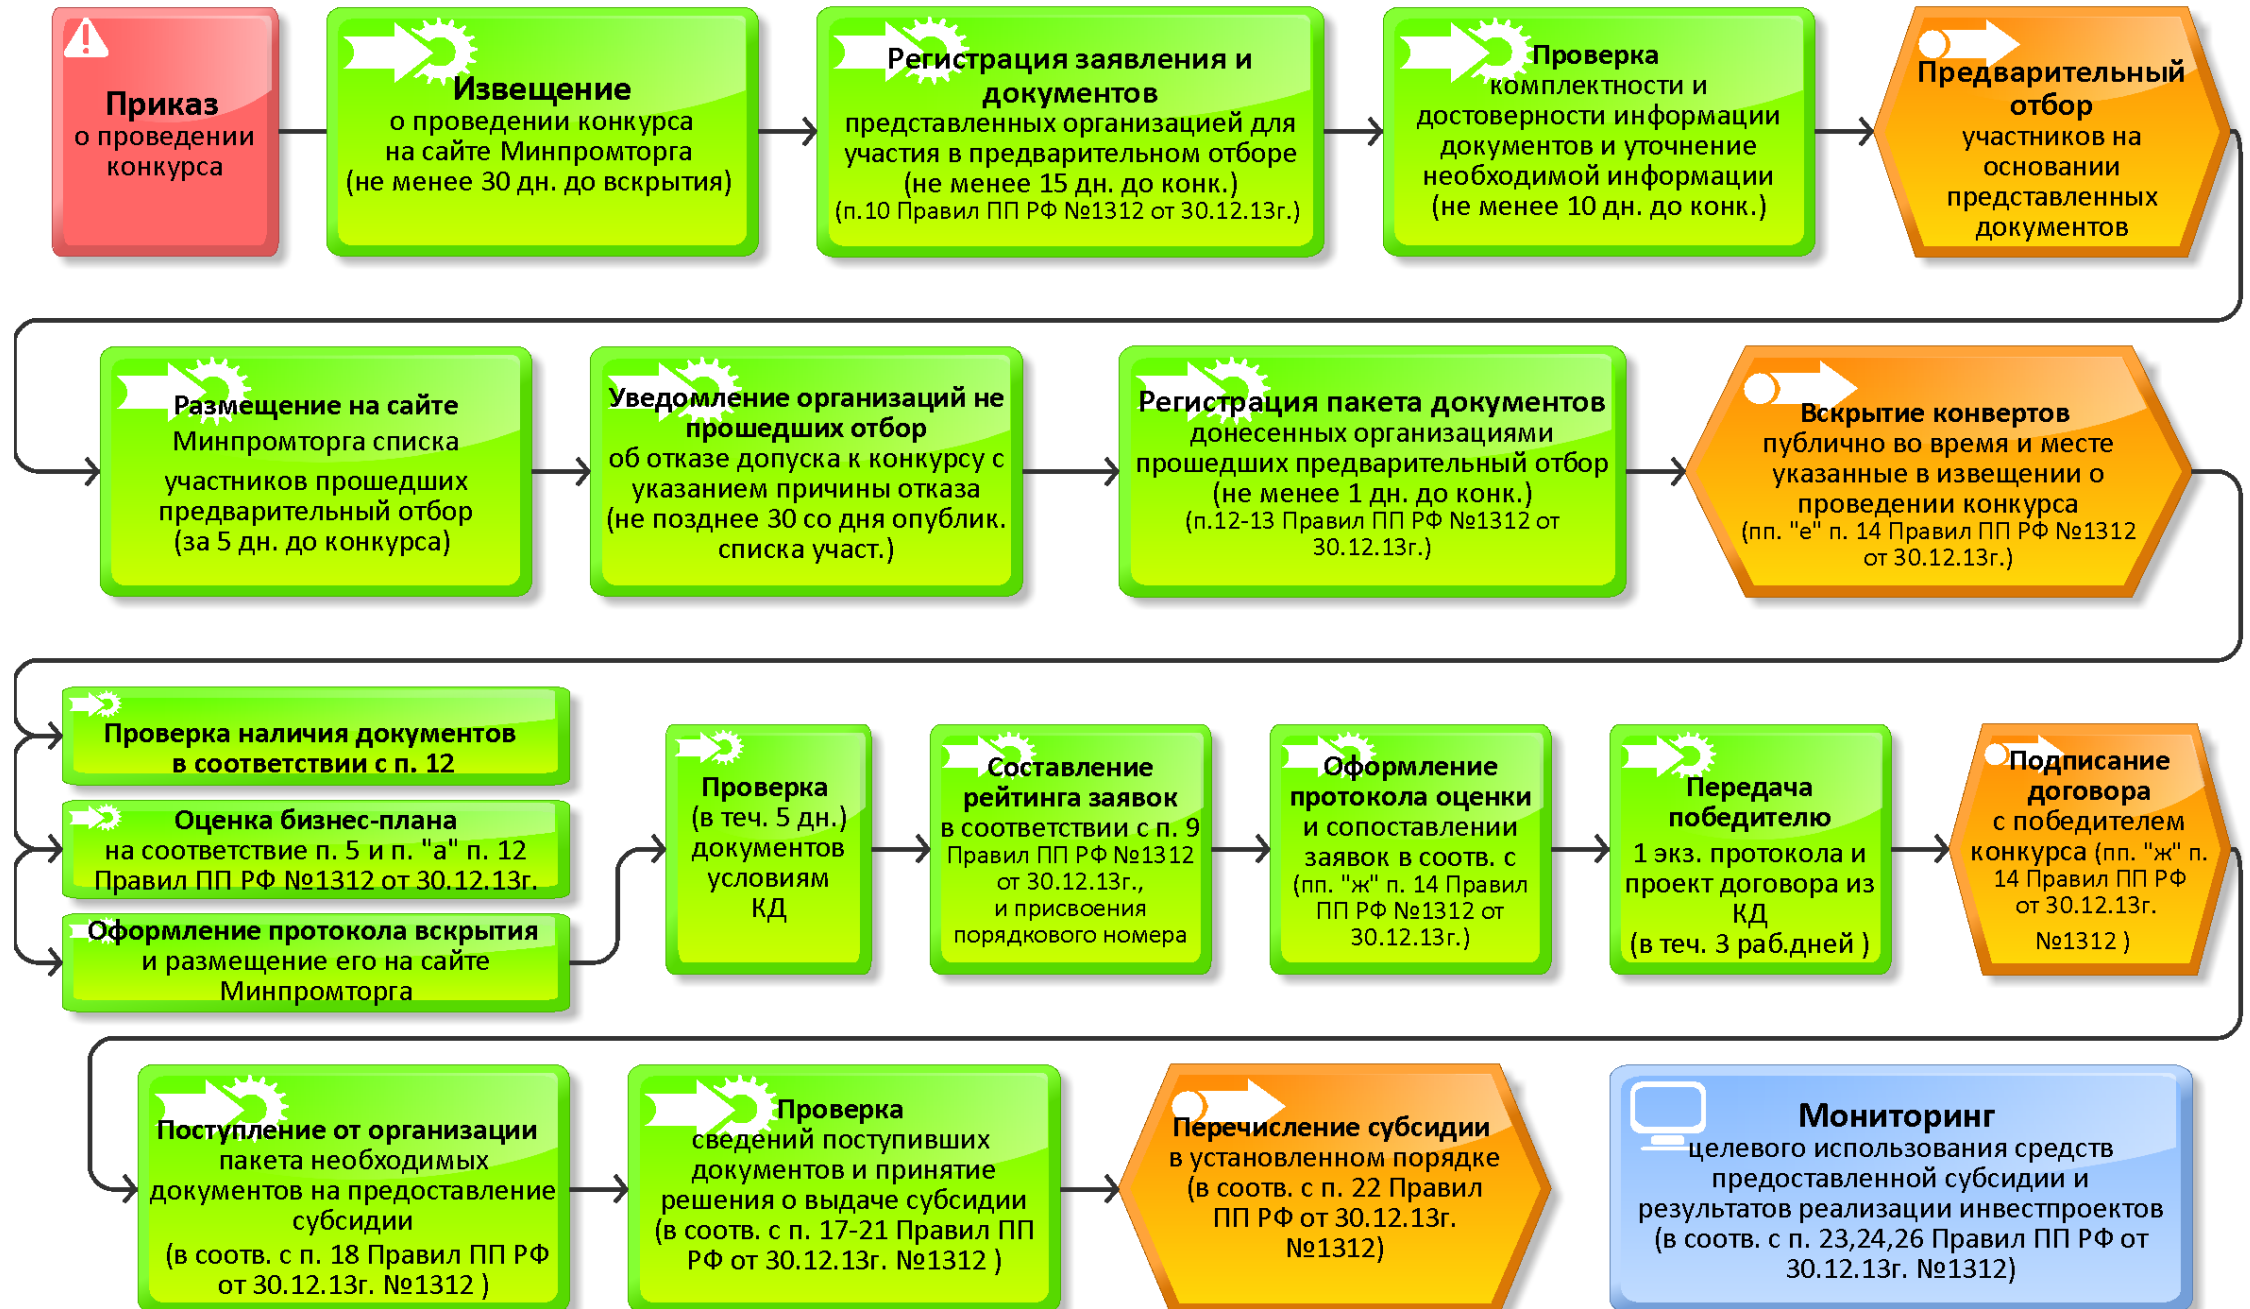 Приказ
о проведении
конкурса
Извещение
о проведении конкурса
на сайте Минпромторга
(не менее 30 дн. до вскрытия)
Регистрация заявления и
документов
представленных организацией для
участия в предварительном отборе
(не менее 15 дн. до конк.)
(п.10 Правил ПП РФ №1312 от 30.12.13г.)
Проверка
комплектности и
достоверности информации
документов и уточнение
необходимой информации
(не менее 10 дн. до конк.)
Предварительный
отбор
участников на
основании
представленных
документов
Размещение на сайте
Минпромторга списка
участников прошедших
предварительный отбор
(за 5 дн. до конкурса)
Уведомление организаций не
прошедших отбор
об отказе допуска к конкурсу с
указанием причины отказа
(не позднее 30 со дня опублик.
списка участ.)
Регистрация пакета документов
донесенных организациями
прошедших предварительный отбор
(не менее 1 дн. до конк.)
(п.12-13 Правил ПП РФ №1312 от
30.12.13г.)
Вскрытие конвертов
публично во время и месте
указанные в извещении о
проведении конкурса
(пп. "е" п. 14 Правил ПП РФ №1312
от 30.12.13г.)
Проверка наличия документов
в соответствии с п. 12
Оценка бизнес-плана
на соответствие п. 5 и п. "а" п. 12
Правил ПП РФ №1312 от 30.12.13г.
Оформление протокола вскрытия
и размещение его на сайте
Минпромторга
Проверка
(в теч. 5 дн.)
документов
условиям
КД
Составление
рейтинга заявок
в соответствии с п. 9
Правил ПП РФ №1312
от 30.12.13г.,
и присвоения
порядкового номера
Оформление
протокола оценки
и сопоставлении
заявок в соотв. с
(пп. "ж" п. 14 Правил
ПП РФ №1312 от
30.12.13г.)
Передача
победителю
1 экз. протокола и
проект договора из
КД
(в теч. 3 раб.дней )
Подписание
договора
с победителем
конкурса (пп. "ж" п.
14 Правил ПП РФ
от 30.12.13г.
№1312 )
Поступление от организации
пакета необходимых
документов на предоставление
субсидии
(в соотв. с п. 18 Правил ПП РФ
от 30.12.13г. №1312 )
Проверка
сведений поступивших
документов и принятие
решения о выдаче субсидии
(в соотв. с п. 17-21 Правил ПП
РФ от 30.12.13г. №1312 )
Перечисление субсидии
в установленном порядке
(в соотв. с п. 22 Правил
ПП РФ от 30.12.13г.
№1312)
Мониторинг
целевого использования средств
предоставленной субсидии и
результатов реализации инвестпроектов
(в соотв. с п. 23,24,26 Правил ПП РФ от
30.12.13г. №1312)